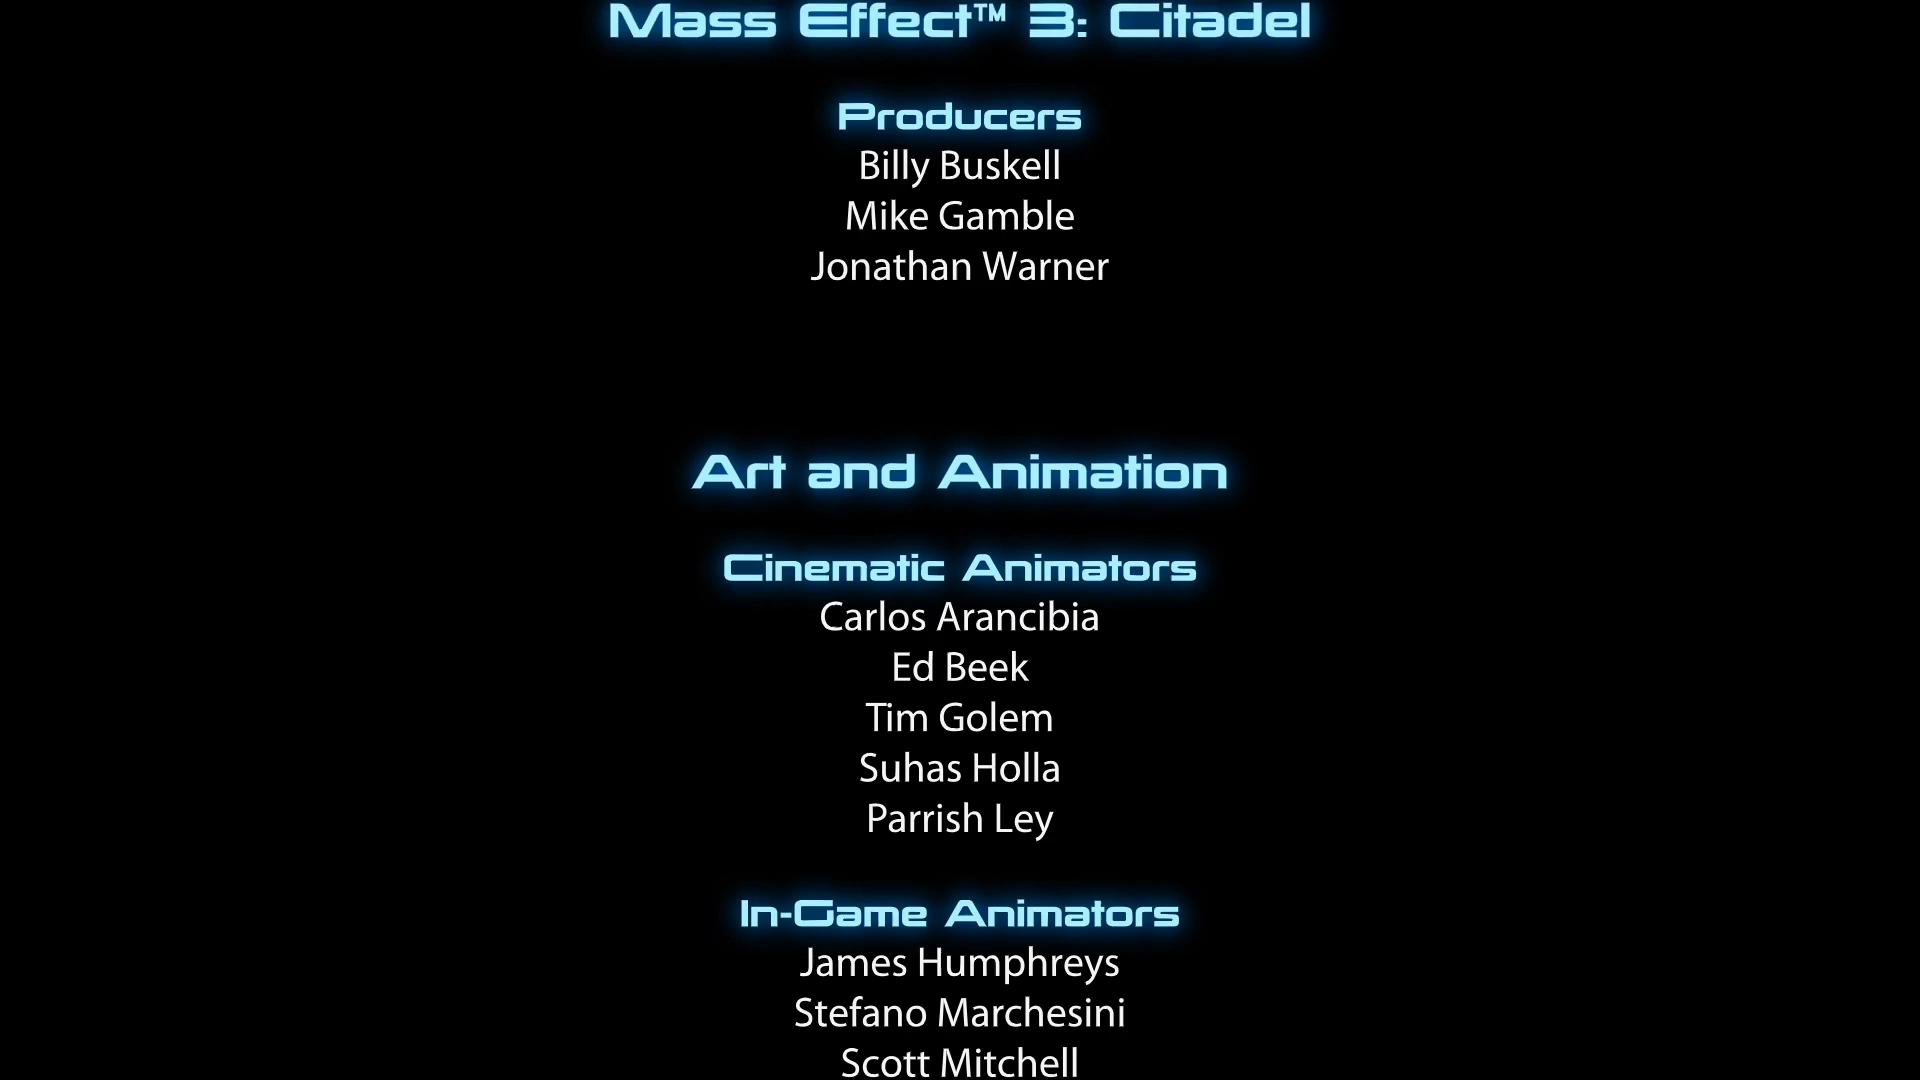 Mass Effect™ 3: Citadel
Producers
Billy Buskell
Mike Gamble
Jonathan Warner
Art and Animation
Cinematic Animators
Carlos Arancibia
Ed Beek
Tim Golem
Suhas Holla
Parrish Ley
In-Game Animators
James Humphreys
Stefano Marchesini
Scott Mitchell